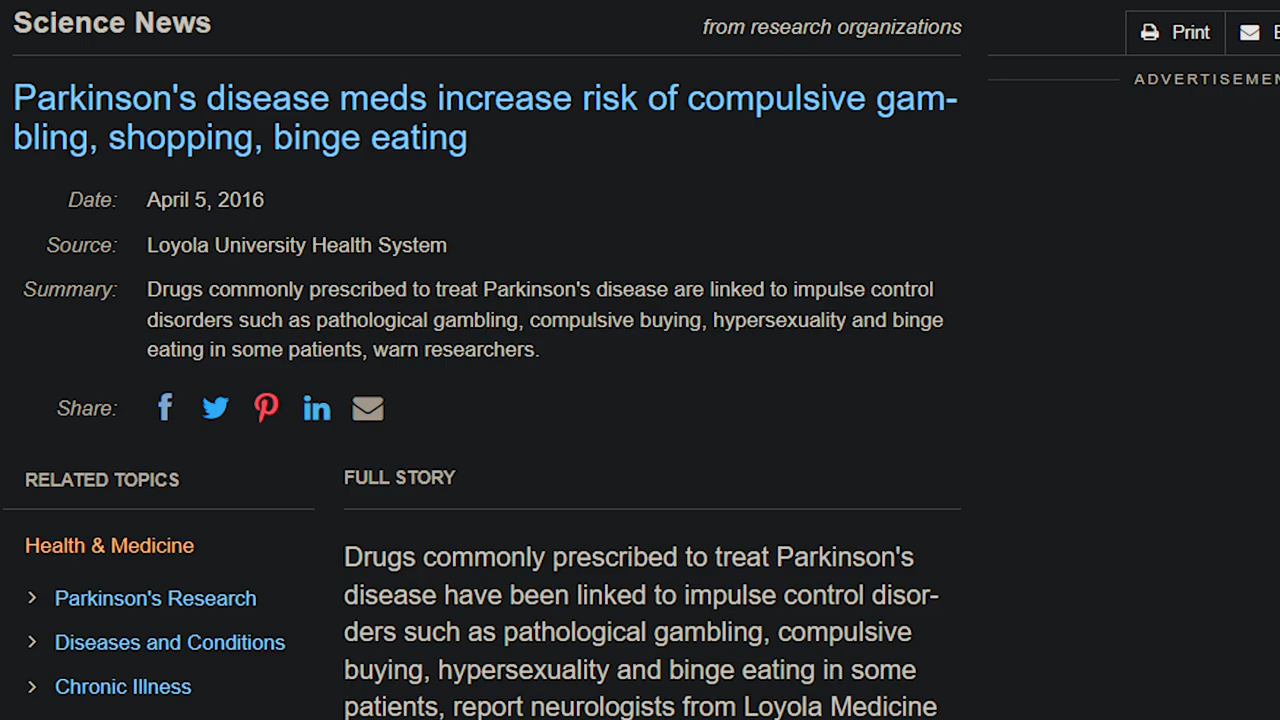 Science News
from research organizations
Print
ADVERTISEMEN
Parkinson's disease meds increase risk of compulsive gam-
bling, shopping, binge eating
Date: April 5, 2016
Source: Loyola University Health System
Summary: Drugs commonly prescribed to treat Parkinson's disease are linked to impulse control
disorders such as pathological gambling, compulsive buying, hypersexuality and binge
eating in some patients, warn researchers.
Share:
RELATED TOPICS
Health & Medicine
Parkinson's Research
Diseases and Conditions
Chronic Illness
FULL STORY
Drugs commonly prescribed to treat Parkinson's
disease have been linked to impulse control disor-
ders such as pathological gambling, compulsive
buying, hypersexuality and binge eating in some
patients, report neurologists from Loyola Medicine